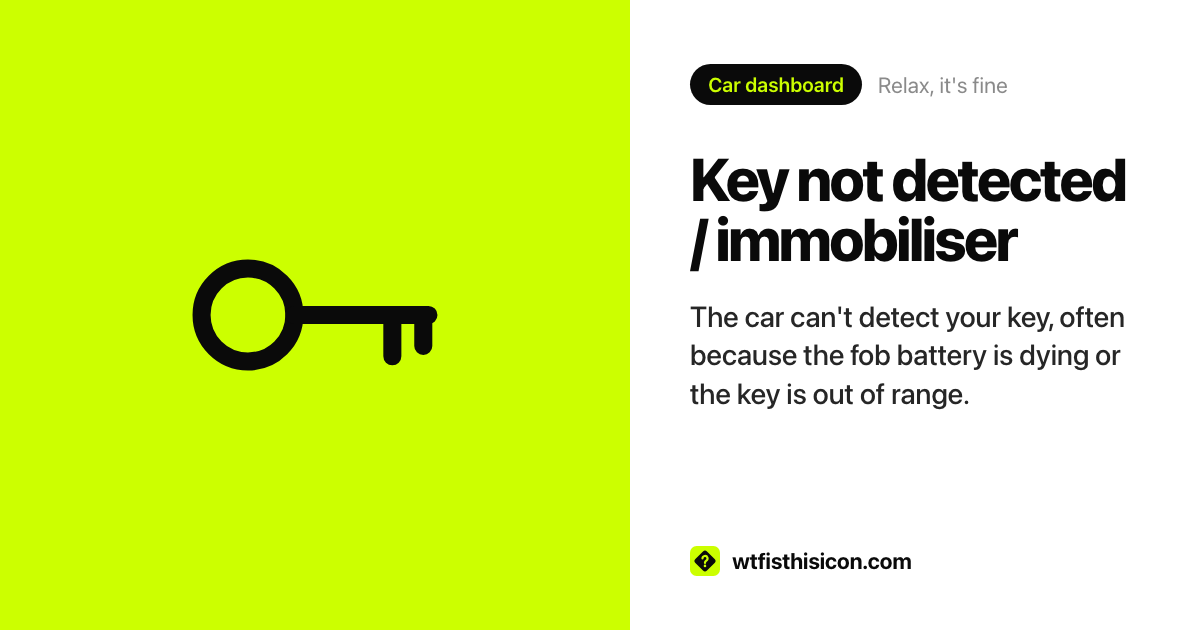 Car dashboard
Relax, it's fine
Key not detected
/ immobiliser
The car can't detect your key, often
because the fob battery is dying or
the key is out of range.
?
wtfisthisicon.com